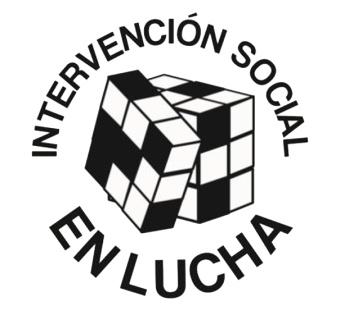 INTERVENCIÓN SOCIAL
EN LUCHA